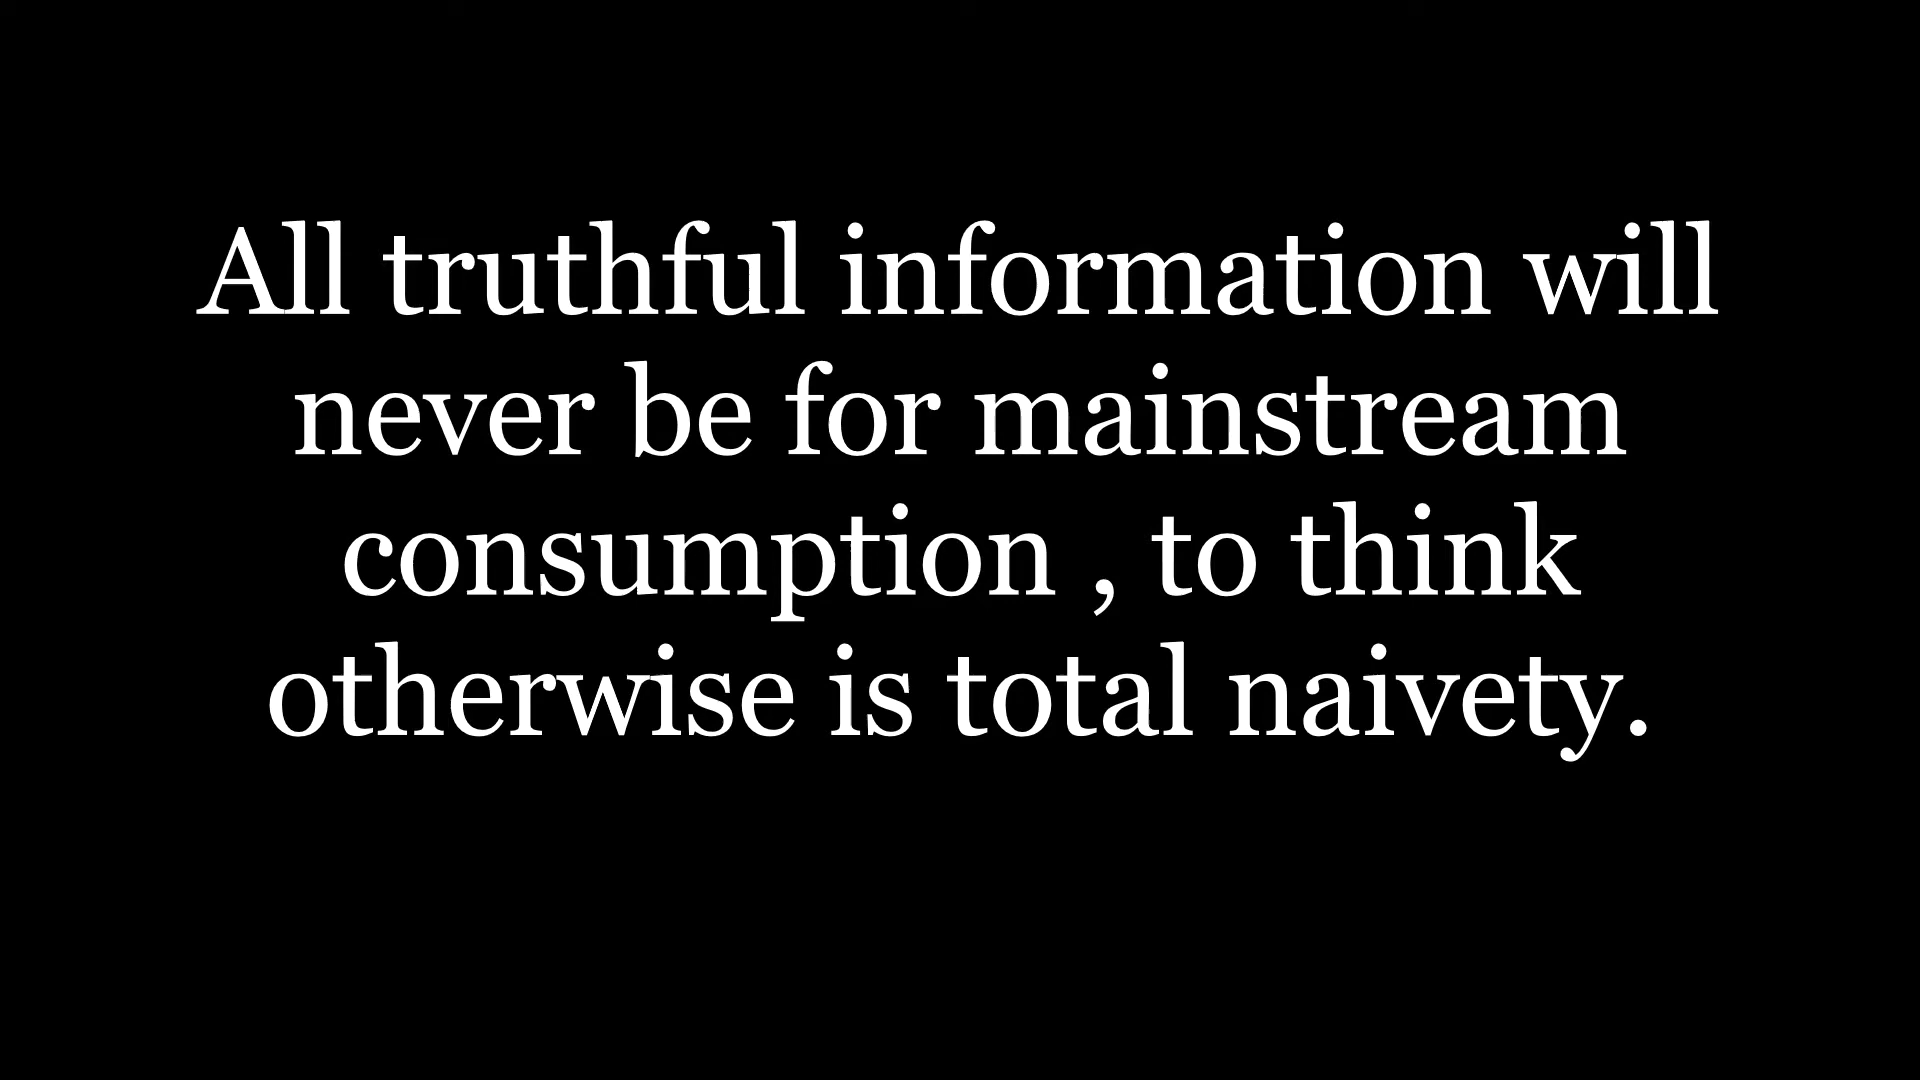 All truthful information will
never be for mainstream
consumption , to think
otherwise is total naivety.